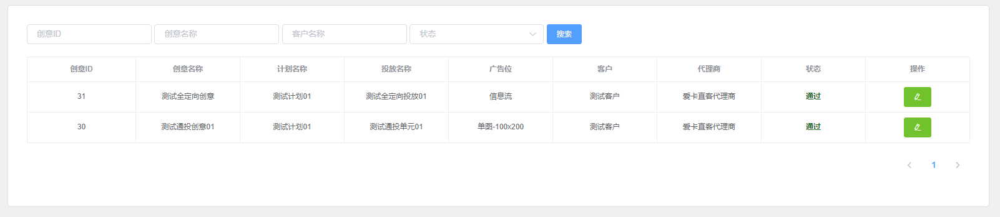 创意ID 创意名称 客户名称 状态 搜索
创意ID 创意名称 计划名称 投放名称 广告位 客户 代理商 状态 操作
31 测试全定向创意 测试计划01 测试全定向投放01 信息流 测试客户 爱卡直客代理商 通过
30 测试通投创意01 测试计划01 测试通投单元01 单图-100x200 测试客户 爱卡直客代理商 通过
1